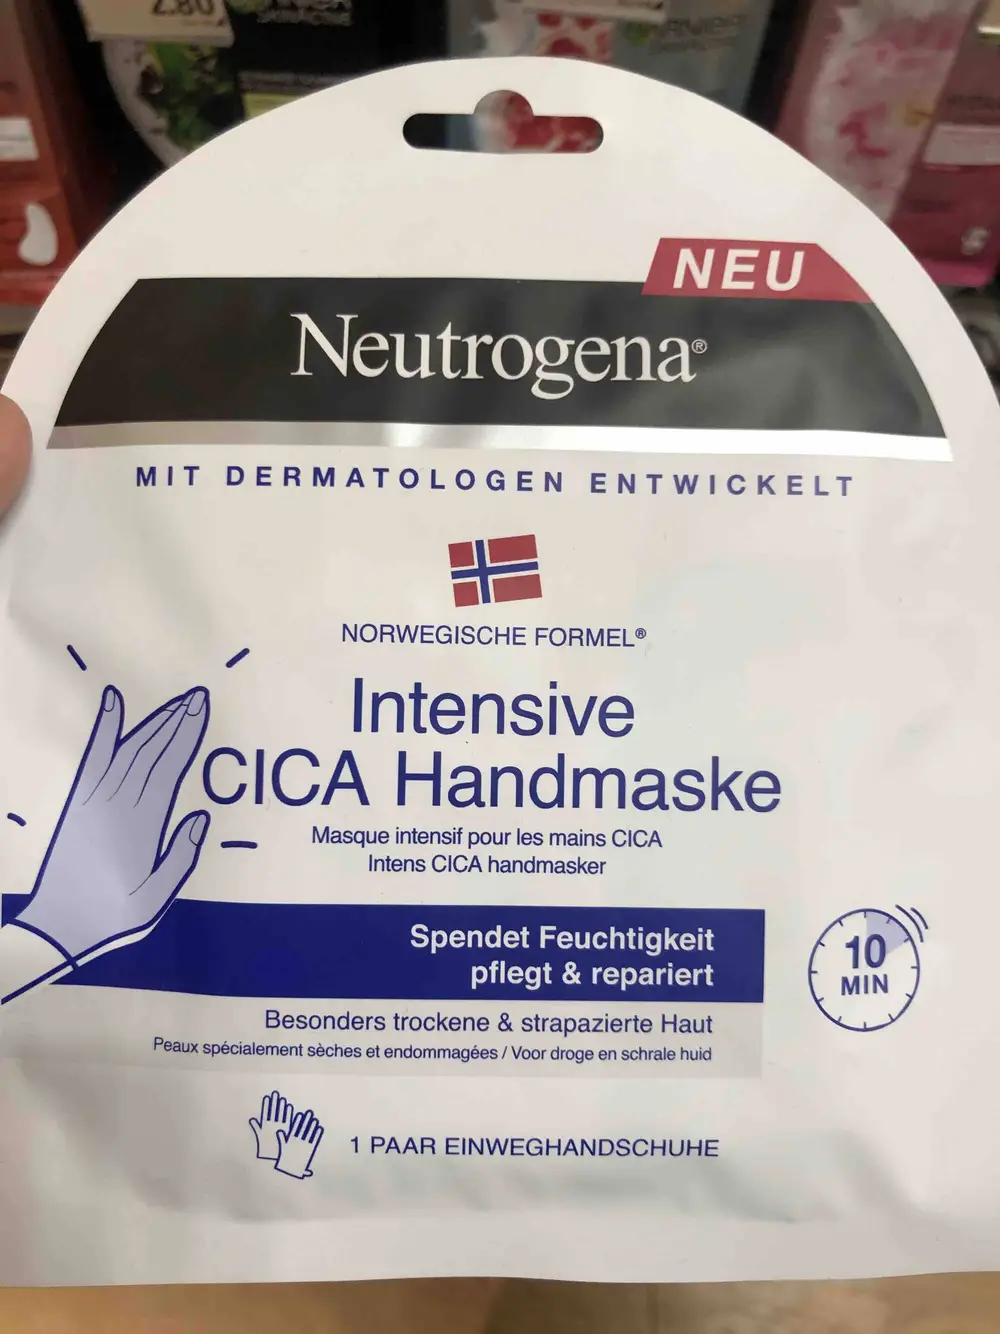 2.80
NEU
Neutrogena®
MIT DERMATOLOGEN ENTWICKELT
NORWEGISCHE FORMEL®
Intensive
CICA Handmaske
Masque intensif pour les mains CICA
Intens CICA handmasker
Spendet Feuchtigkeit
pflegt & repariert
10
MIN
Besonders trockene & strapazierte Haut
Peaux spécialement sèches et endommagées / Voor droge en schrale huid
1 PAAR EINWEGHANDSCHUHE